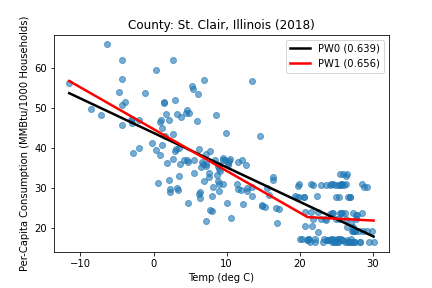 County: St. Clair, Illinois (2018)
PW0 (0.639)
PW1 (0.656)
Per-Capita Consumption (MMBtu/1000 Households)
60
50
40
30
20
−10 0 10 20 30
Temp (deg C)